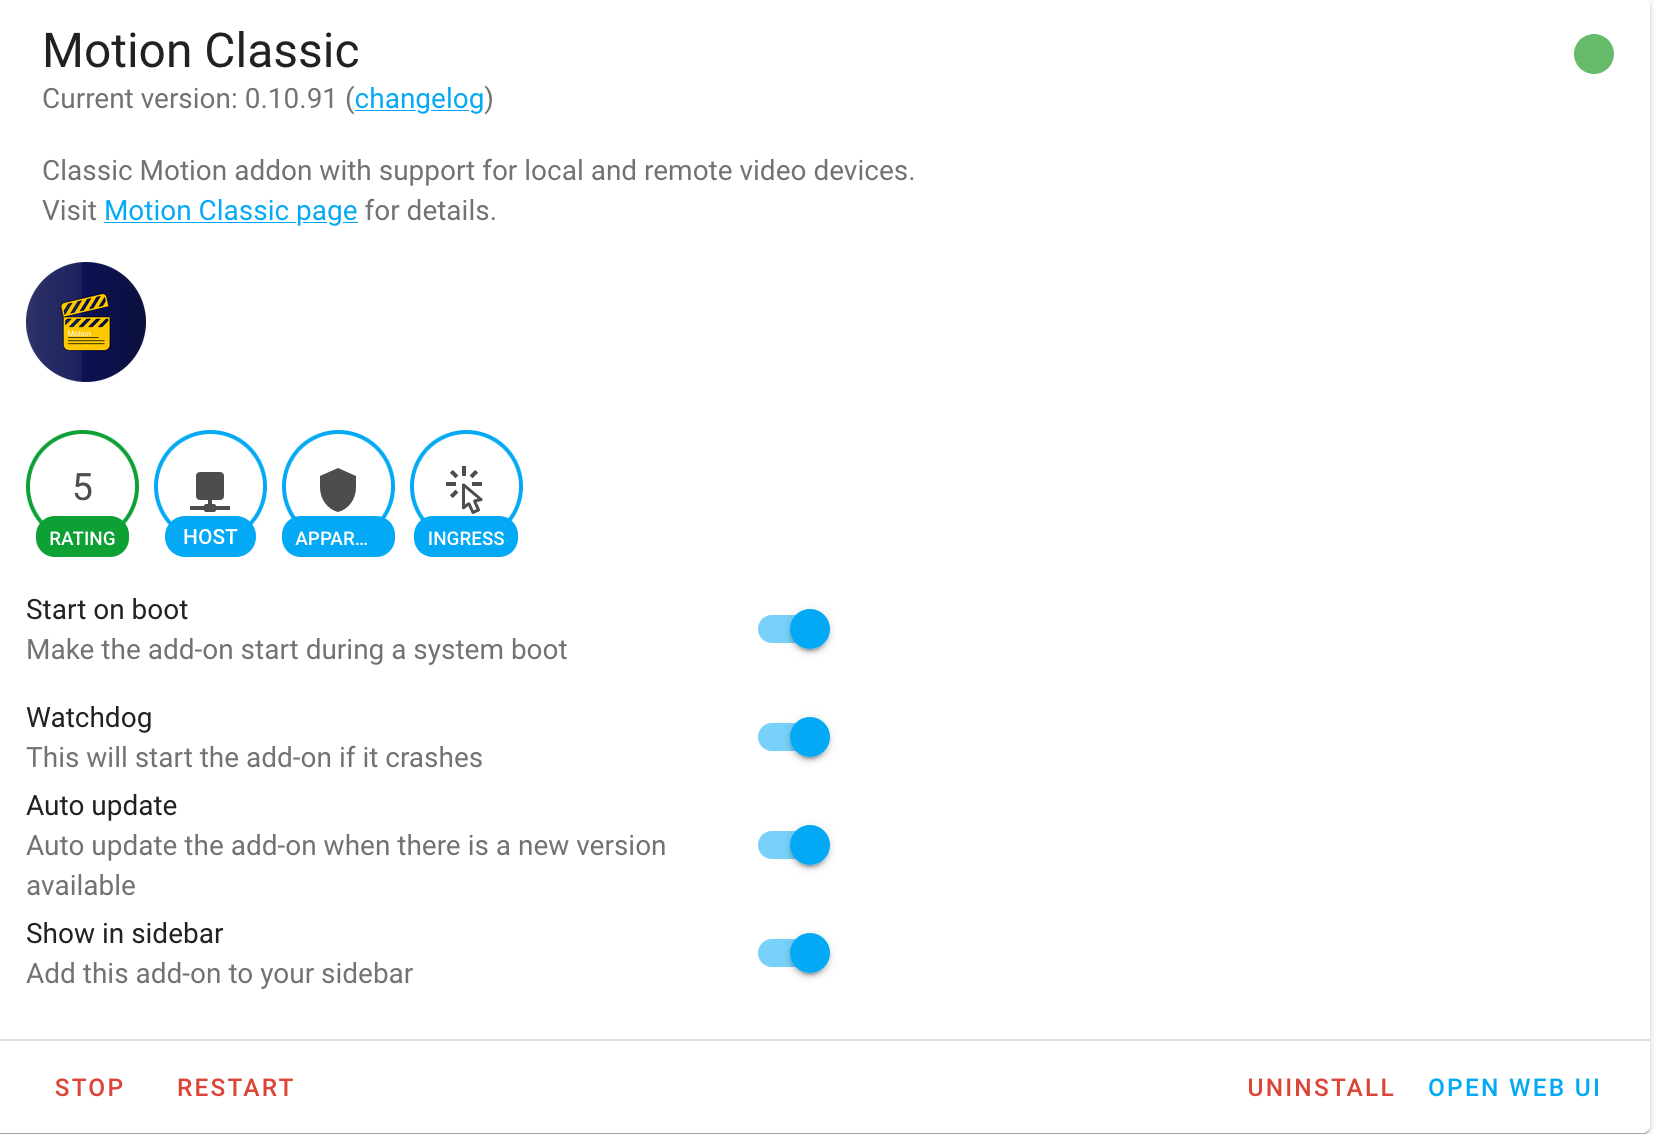 Motion Classic
Current version: 0.10.91 (changelog)
Classic Motion addon with support for local and remote video devices.
Visit Motion Classic page for details.
Motion
5
RATING
HOST
APPAR...
INGRESS
Start on boot
Make the add-on start during a system boot
Watchdog
This will start the add-on if it crashes
Auto update
Auto update the add-on when there is a new version
available
Show in sidebar
Add this add-on to your sidebar
STOP RESTART UNINSTALL OPEN WEB UI